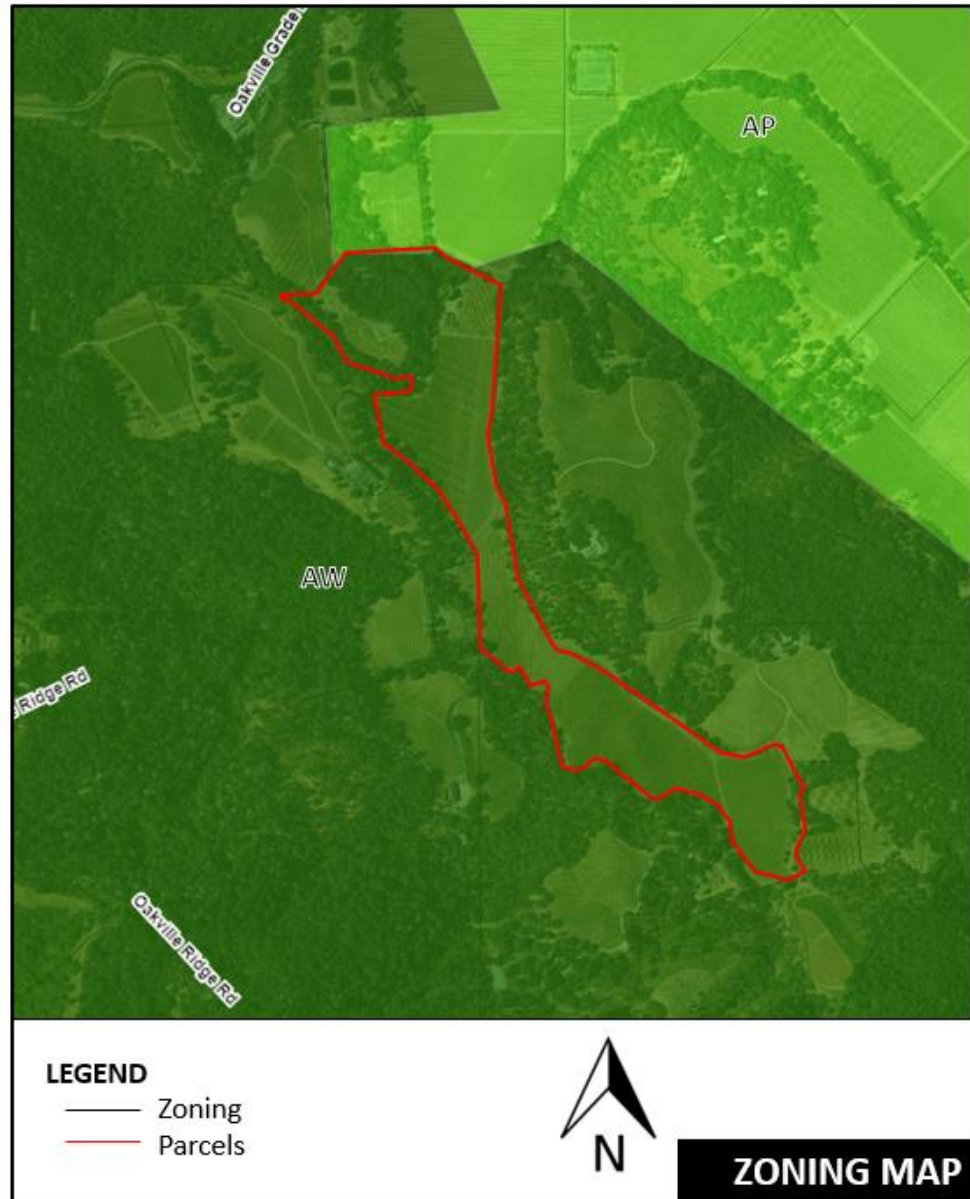 Oakville Grade
AP
AW
Ridge Rd
Oakville Ridge Rd
LEGEND
Zoning
Parcels
N
ZONING MAP